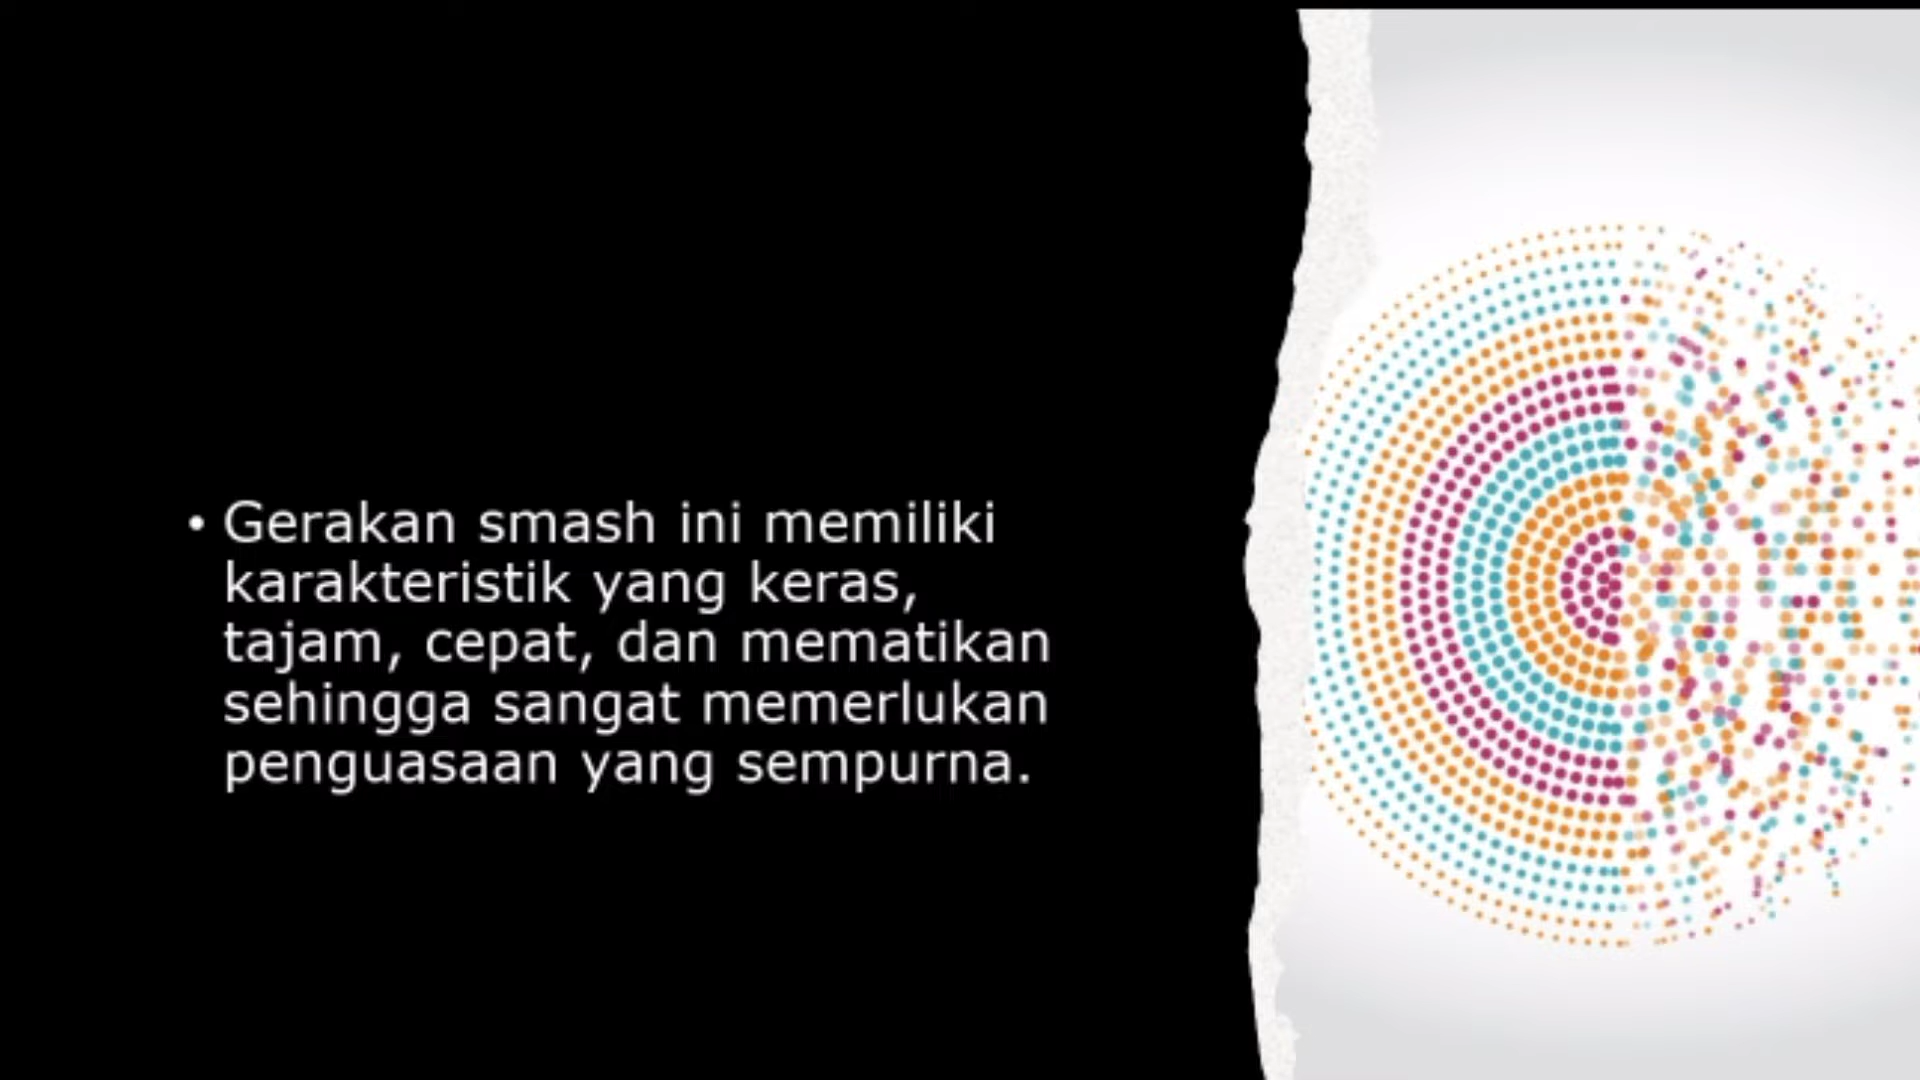 • Gerakan smash ini memiliki
karakteristik yang keras,
tajam, cepat, dan mematikan
sehingga sangat memerlukan
penguasaan yang sempurna.